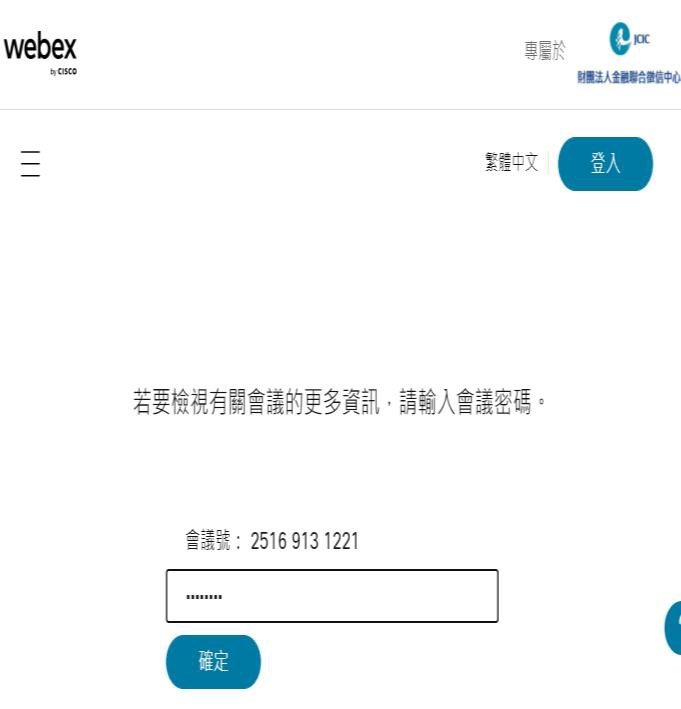 webex
by CISCO
專屬於
JCIC
財團法人金融聯合徵信中心
繁體中文
登入
若要檢視有關會議的更多資訊,請輸入會議密碼。
會議號: 2516 913 1221
........
確定